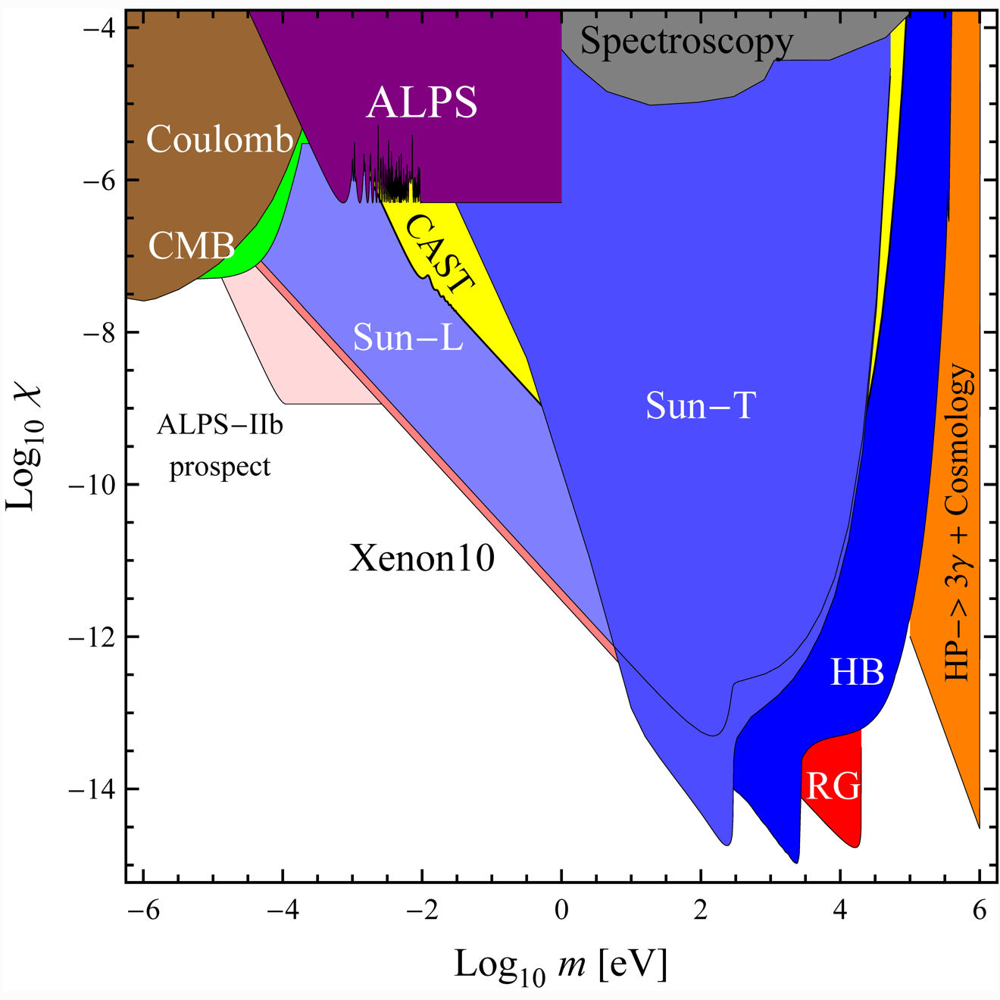 −4
−6
−8
−10
−12
−14
Log10 χ
Spectroscopy
ALPS
Coulomb
CMB
CAST
Sun−L
Sun−T
ALPS−IIb
prospect
Xenon10
HB
RG
HP−> 3γ + Cosmology
−6
−4
−2
0
2
4
6
Log10 m [eV]